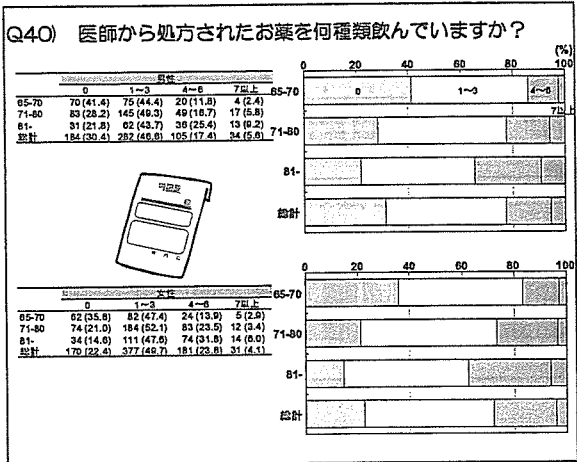 Q40) 医師から処方されたお薬を何種類飲んでいますか？
(%)
男性
0 1～3 4～6 7以上
65-70 70 (41.4) 75 (44.4) 20 (11.8) 4 (2.4)
71-80 83 (28.2) 145 (49.3) 49 (16.7) 17 (5.8)
81- 31 (21.8) 62 (43.7) 36 (25.4) 13 (9.2)
総計 184 (30.4) 282 (46.6) 105 (17.4) 34 (5.6)
0 20 40 60 80 100
65-70 0 1～3 4～6 7以上
71-80
81-
総計
女性
0 1～3 4～6 7以上
65-70 62 (35.8) 82 (47.4) 24 (13.9) 5 (2.9)
71-80 74 (21.0) 184 (52.1) 83 (23.5) 12 (3.4)
81- 34 (14.6) 111 (47.6) 74 (31.8) 14 (6.0)
総計 170 (22.4) 377 (49.7) 181 (23.8) 31 (4.1)
0 20 40 60 80 100
65-70
71-80
81-
総計